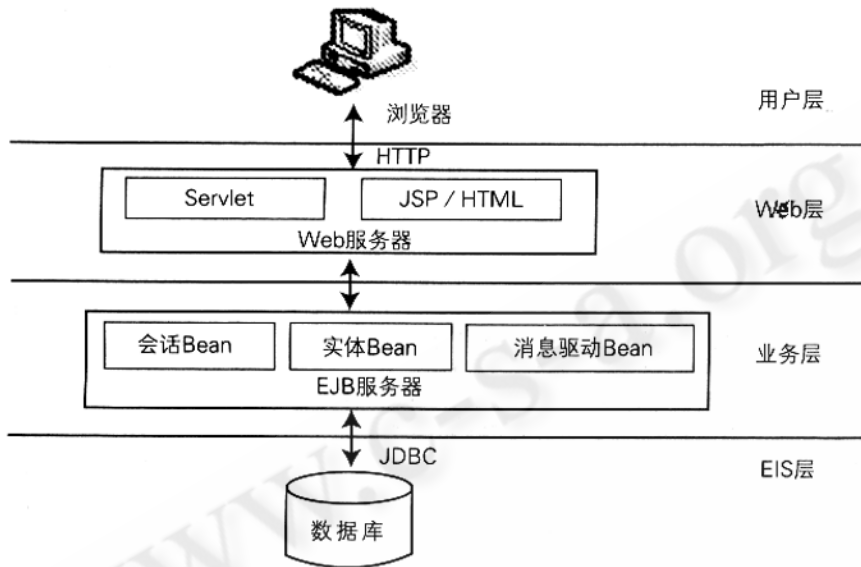 浏览器
用户层
HTTP
Servlet
JSP / HTML
Web层
Web服务器
会话Bean
实体Bean
消息驱动Bean
业务层
EJB服务器
JDBC
EIS层
数据库
www.c-s-a.org